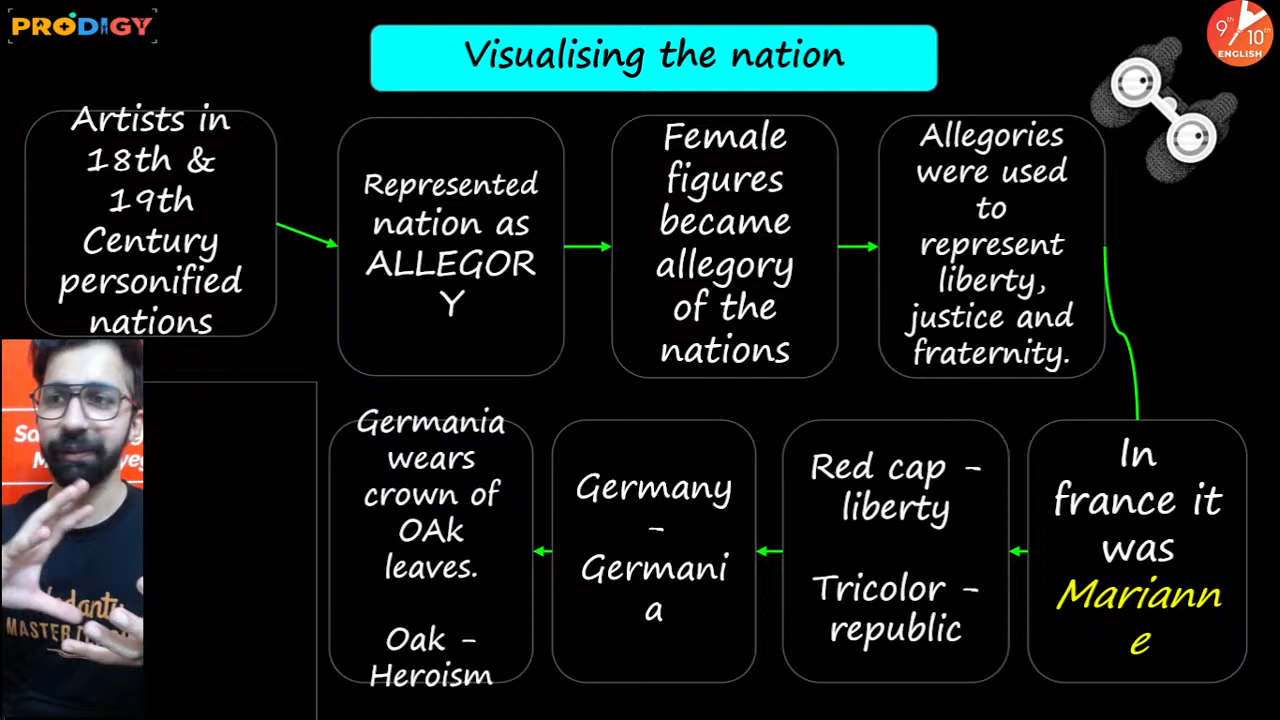 PRODIGY
Visualising the nation
9th 10th
ENGLISH
Artists in
18th &
19th
Century
personified
nations
Represented
nation as
ALLEGOR
Y
Female
figures
became
allegory
of the
nations
Allegories
were used
to
represent
liberty,
justice and
fraternity.
In
france it
was
Mariann
e
Red cap -
liberty
Tricolor -
republic
Germany
-
Germani
a
Germania
wears
crown of
OAk
leaves.
Oak -
Heroism